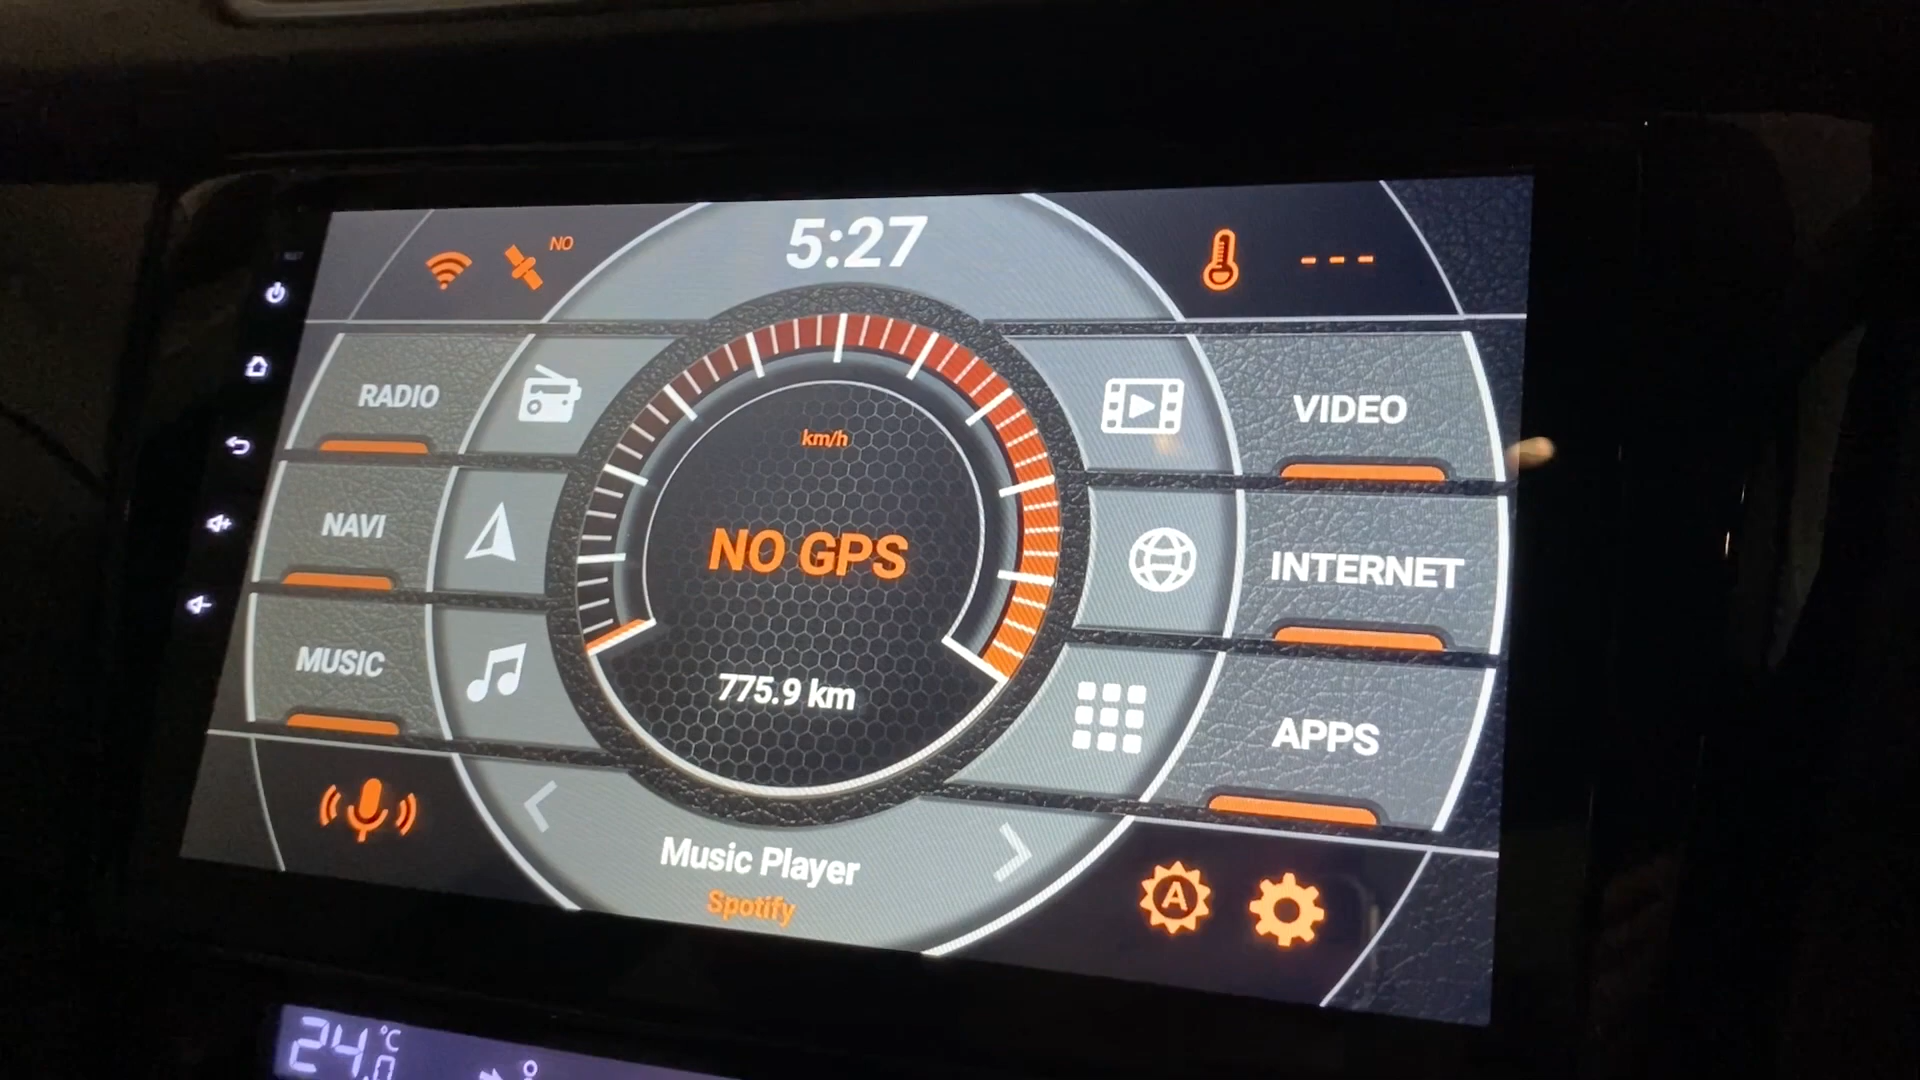 NO
5:27
---
RADIO
VIDEO
km/h
NAVI
NO GPS
INTERNET
MUSIC
775.9 km
APPS
Music Player
Spotify
A
24.0°C